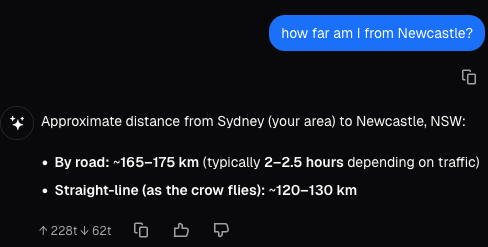 how far am I from Newcastle?
Approximate distance from Sydney (your area) to Newcastle, NSW:
• By road: ~165–175 km (typically 2–2.5 hours depending on traffic)
• Straight-line (as the crow flies): ~120–130 km
↑ 228t ↓ 62t